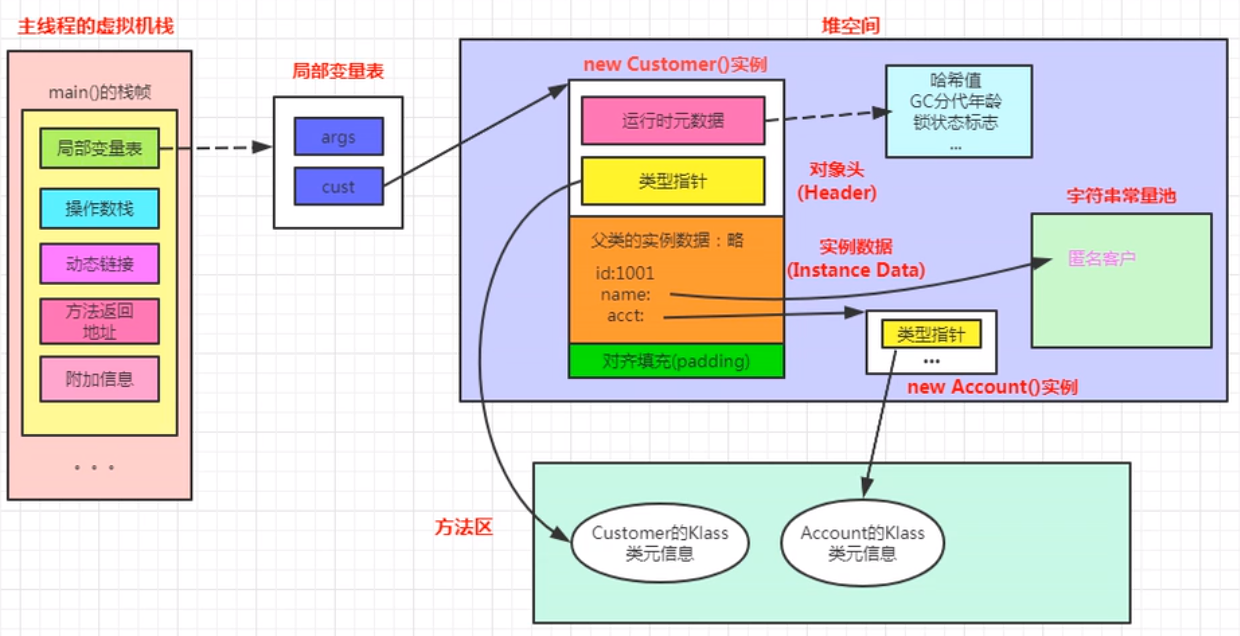 主线程的虚拟机栈
main()的栈帧
局部变量表
操作数栈
动态链接
方法返回
地址
附加信息
。。。
局部变量表
args
cust
堆空间
new Customer()实例
运行时元数据
类型指针
对象头
(Header)
哈希值
GC分代年龄
锁状态标志
...
父类的实例数据：略
id:1001
name:
acct:
实例数据
(Instance Data)
对齐填充(padding)
字符串常量池
匿名客户
类型指针
...
new Account()实例
方法区
Customer的Klass
类元信息
Account的Klass
类元信息